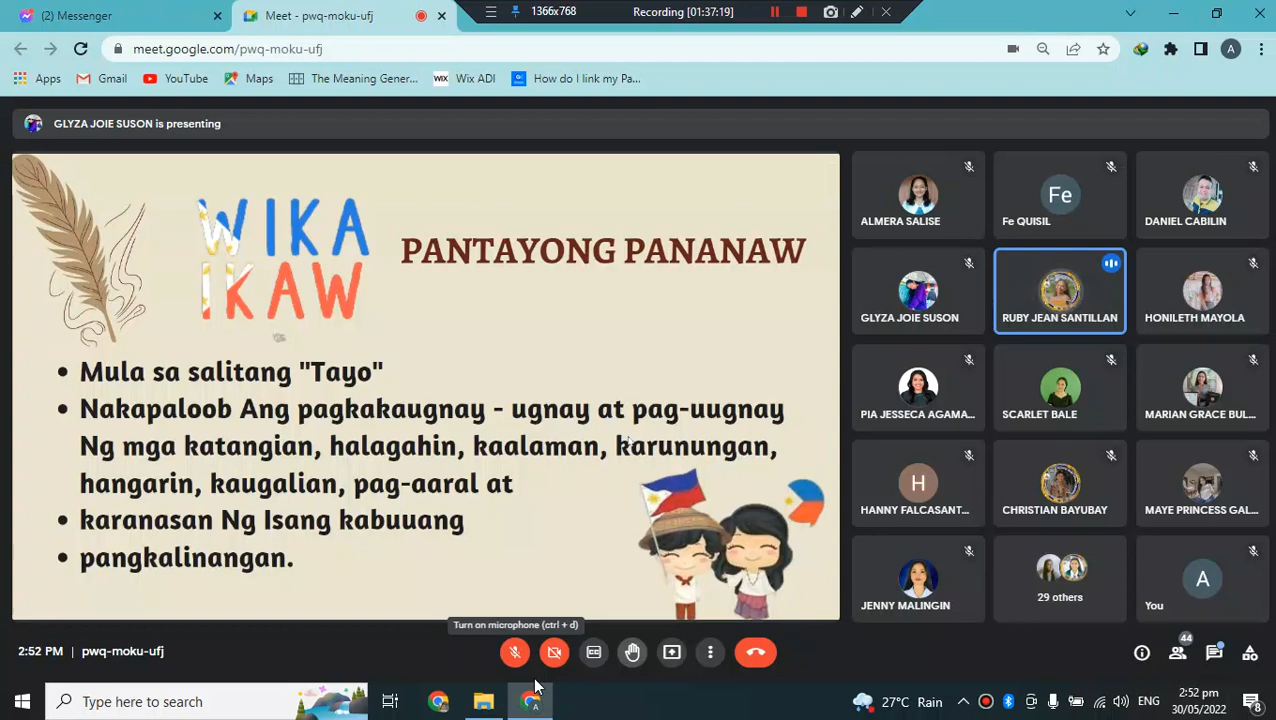 (2) Messenger
Meet - pwq-moku-ufj
1366x768
Recording [01:37:19]
meet.google.com/pwq-moku-ufj
A
Apps
Gmail
YouTube
Maps
The Meaning Gener...
WIX
Wix ADI
How do I link my Pa...
GLYZA JOIE SUSON is presenting
WIKA
IKAW
PANTAYONG PANANAW
• Mula sa salitang "Tayo"
• Nakapaloob Ang pagkakaugnay - ugnay at pag-uugnay
Ng mga katangian, halagahin, kaalaman, karunungan,
hangarin, kaugalian, pag-aaral at
• karanasan Ng Isang kabuuang
• pangkalinangan.
ALMERA SALISE
Fe
Fe QUISIL
DANIEL CABILIN
GLYZA JOIE SUSON
RUBY JEAN SANTILLAN
HONILETH MAYOLA
PIA JESSECA AGAMA...
SCARLET BALE
MARIAN GRACE BUL...
H
HANNY FALCASANT...
CHRISTIAN BAYUBAY
MAYE PRINCESS GAL...
JENNY MALINGIN
29 others
A
You
Turn on microphone (ctrl + d)
2:52 PM | pwq-moku-ufj
44
Type here to search
27°C Rain
ENG
2:52 pm
30/05/2022
8